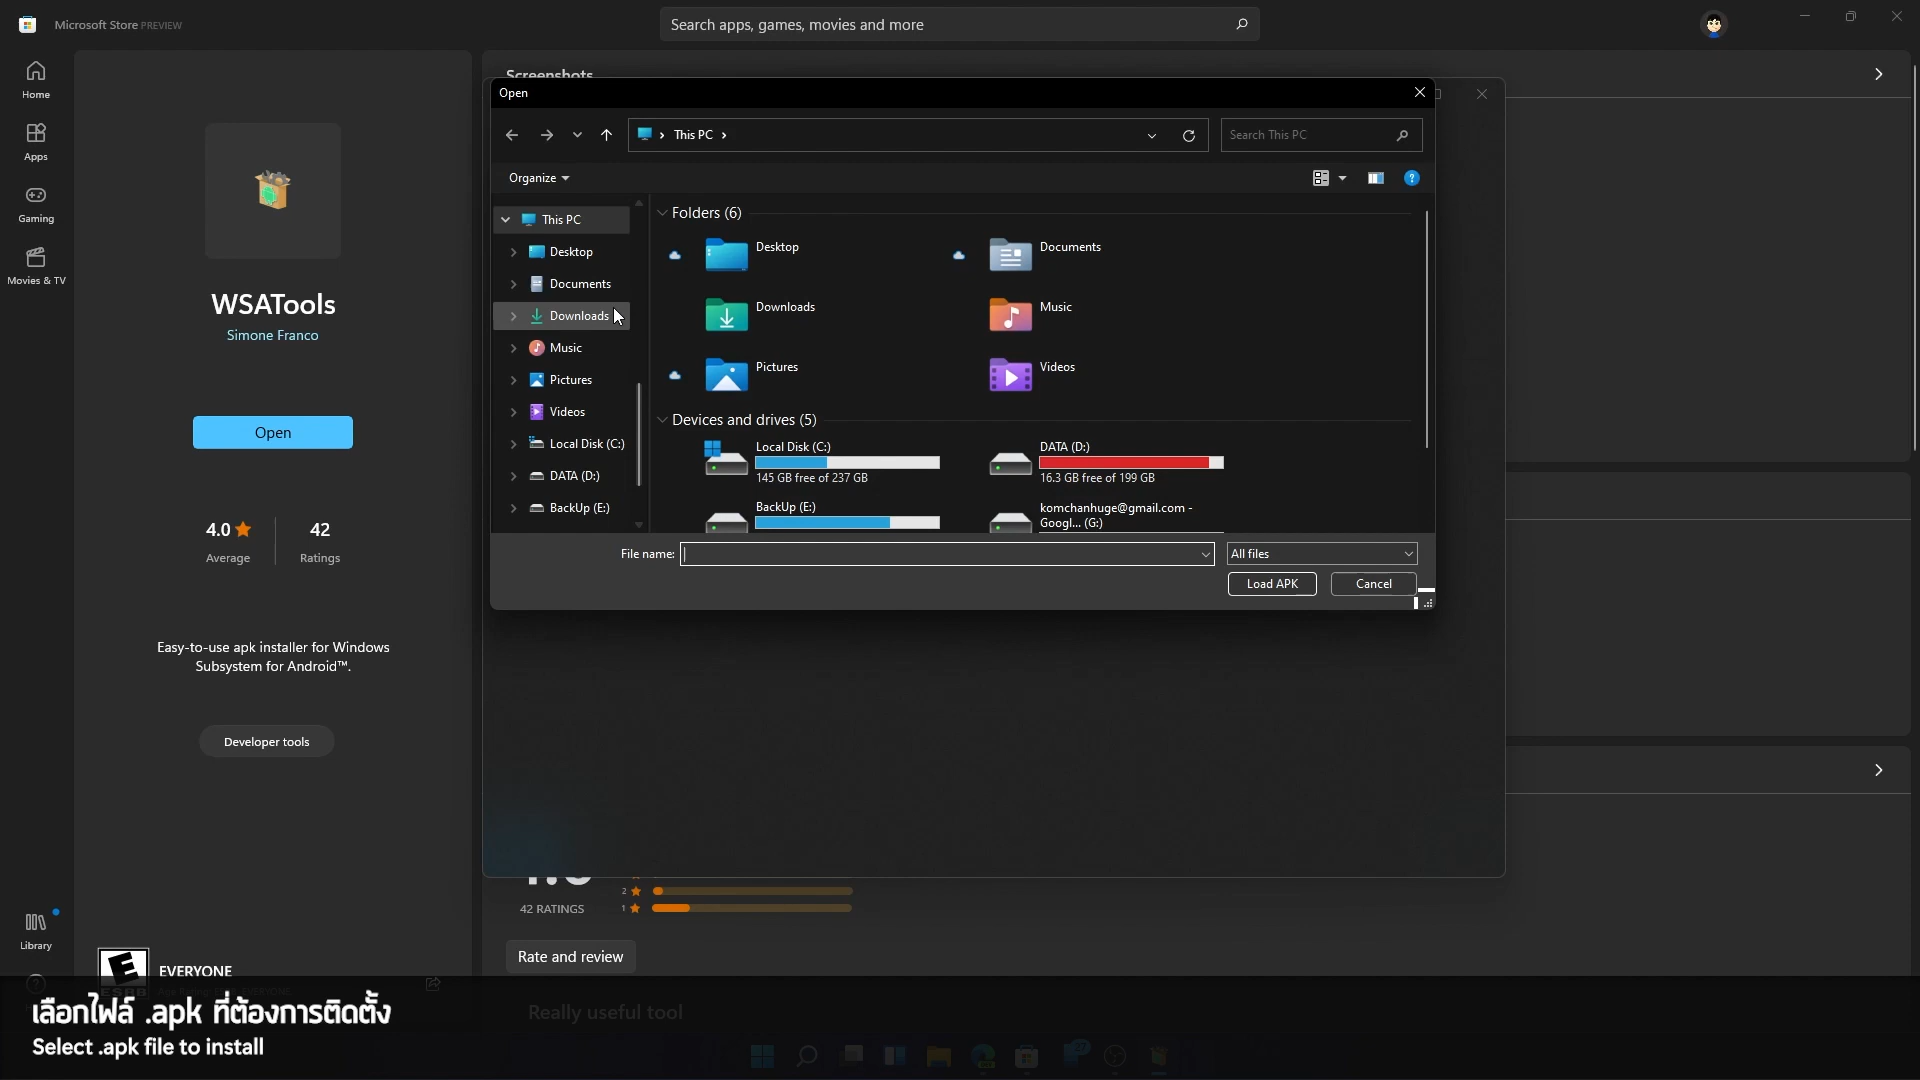 Microsoft Store PREVIEW
Search apps, games, movies and more
Home
Apps
Gaming
Movies & TV
Library
WSATools
Simone Franco
Open
4.0
Average
42
Ratings
Easy-to-use apk installer for Windows
Subsystem for Android™.
Developer tools
E
ESRB
EVERYONE
Screenshots
Open
This PC
Search This PC
Organize
This PC
Desktop
Documents
Downloads
Music
Pictures
Videos
Local Disk (C:)
DATA (D:)
BackUp (E:)
Folders (6)
Desktop
Documents
Downloads
Music
Pictures
Videos
Devices and drives (5)
Local Disk (C:)
145 GB free of 237 GB
DATA (D:)
16.3 GB free of 199 GB
BackUp (E:)
komchanhuge@gmail.com -
Googl... (G:)
File name:
All files
Load APK
Cancel
42 RATINGS
2
1
Rate and review
Really useful tool
เลือกไฟล์ .apk ที่ต้องการติดตั้ง
Select .apk file to install